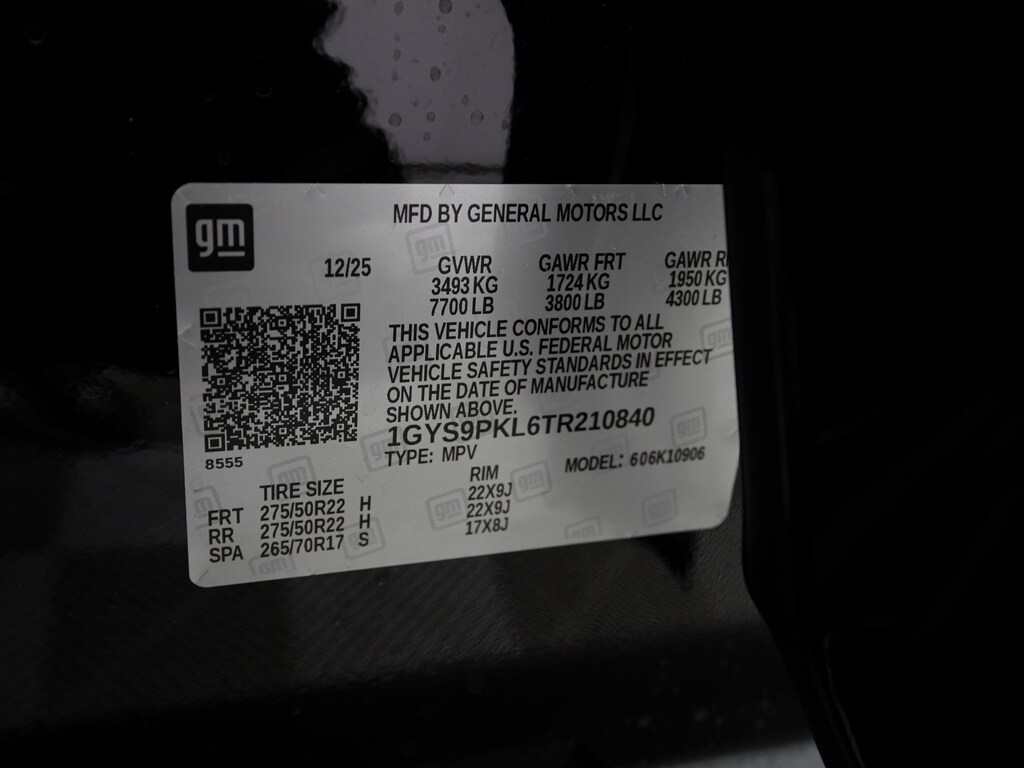 gm
MFD BY GENERAL MOTORS LLC
12/25
GVWR GAWR FRT GAWR R
3493 KG 1724 KG 1950 KG
7700 LB 3800 LB 4300 LB
THIS VEHICLE CONFORMS TO ALL
APPLICABLE U.S. FEDERAL MOTOR
VEHICLE SAFETY STANDARDS IN EFFECT
ON THE DATE OF MANUFACTURE
SHOWN ABOVE.
1GYS9PKL6TR210840
8555
TYPE: MPV MODEL: 606K10906
TIRE SIZE RIM
FRT 275/50R22 H 22X9J
RR 275/50R22 H 22X9J
SPA 265/70R17 S 17X8J